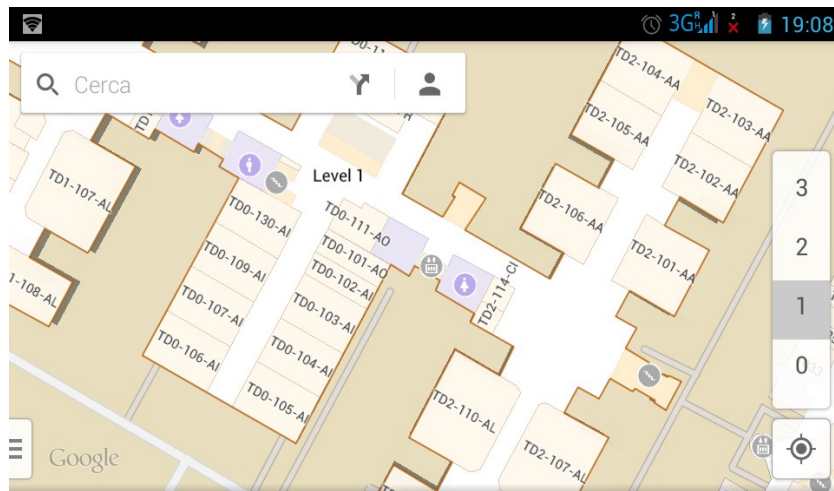 3G
R
H
2
19:08
Cerca
Level 1
TD1-107-AL
TD0-130-AI
TD0-109-AI
TD0-107-AI
TD0-106-AI
TD0-111-AO
TD0-101-AO
TD0-102-AI
TD0-103-AI
TD0-104-AI
TD0-105-AI
TD2-114-CI
TD2-104-AA
TD2-105-AA
TD2-103-AA
TD2-102-AA
TD2-106-AA
TD2-101-AA
TD2-110-AL
TD2-107-AL
1-108-AL
3
2
1
0
Google